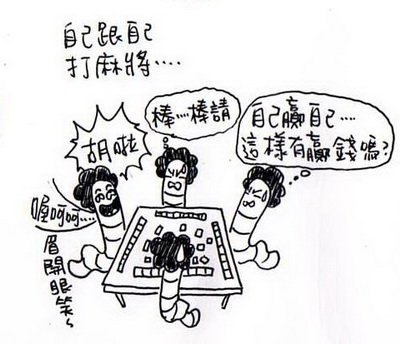 自己跟自己
打麻將....
胡啦
棒...棒請
自己贏自己....
這樣有贏錢嗎?
喔呵呵....
眉開眼笑~